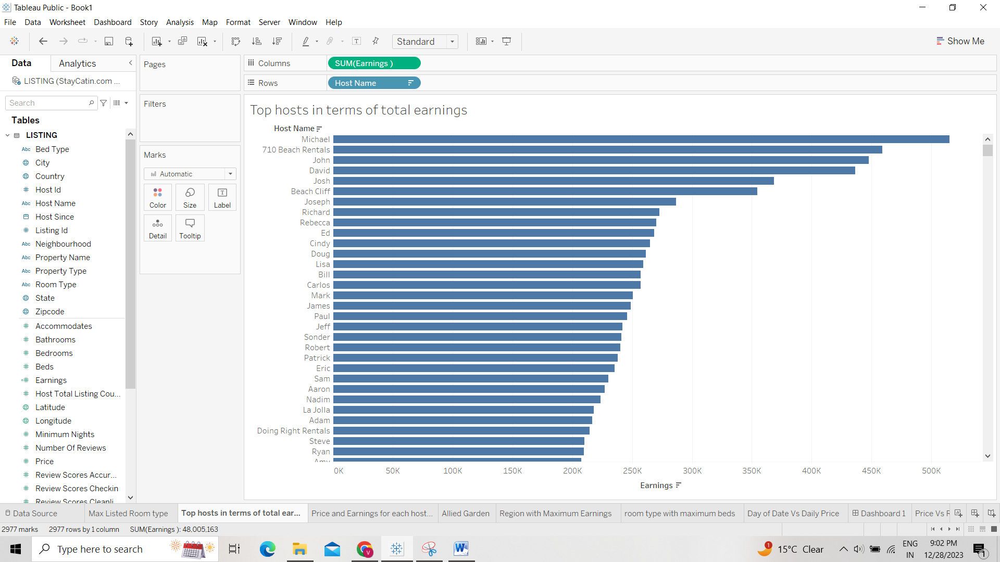 Tableau Public - Book1
File Data Worksheet Dashboard Story Analysis Map Format Server Window Help
Standard
Show Me
Data Analytics
LISTING (StayCatin.com ...
Search
Tables
LISTING
Abc Bed Type
City
Country
# Host Id
Abc Host Name
Host Since
# Listing Id
Abc Neighbourhood
Abc Property Name
Abc Property Type
Abc Room Type
State
Zipcode
# Accommodates
# Bathrooms
# Bedrooms
# Beds
=# Earnings
# Host Total Listing Cou...
Latitude
Longitude
# Minimum Nights
# Number Of Reviews
# Price
# Review Scores Accur...
# Review Scores Checkin
# Review Scores Cleanli
Pages
Filters
Marks
Automatic
Color Size Label
Detail Tooltip
Columns SUM(Earnings )
Rows Host Name
Top hosts in terms of total earnings
Host Name
Michael
710 Beach Rentals
John
David
Josh
Beach Cliff
Joseph
Richard
Rebecca
Ed
Cindy
Doug
Lisa
Bill
Carlos
Mark
James
Paul
Jeff
Sonder
Robert
Patrick
Eric
Sam
Aaron
Nadim
La Jolla
Adam
Doing Right Rentals
Steve
Ryan
Amy
0K 50K 100K 150K 200K 250K 300K 350K 400K 450K 500K
Earnings
Data Source Max Listed Room type Top hosts in terms of total ear... Price and Earnings for each host... Allied Garden Region with Maximum Earnings room type with maximum beds Day of Date Vs Daily Price Dashboard 1 Price Vs R
2977 marks 2977 rows by 1 column SUM(Earnings ): 48,005,163
Type here to search
1 15°C Clear
ENG
IN
9:02 PM
12/28/2023
1